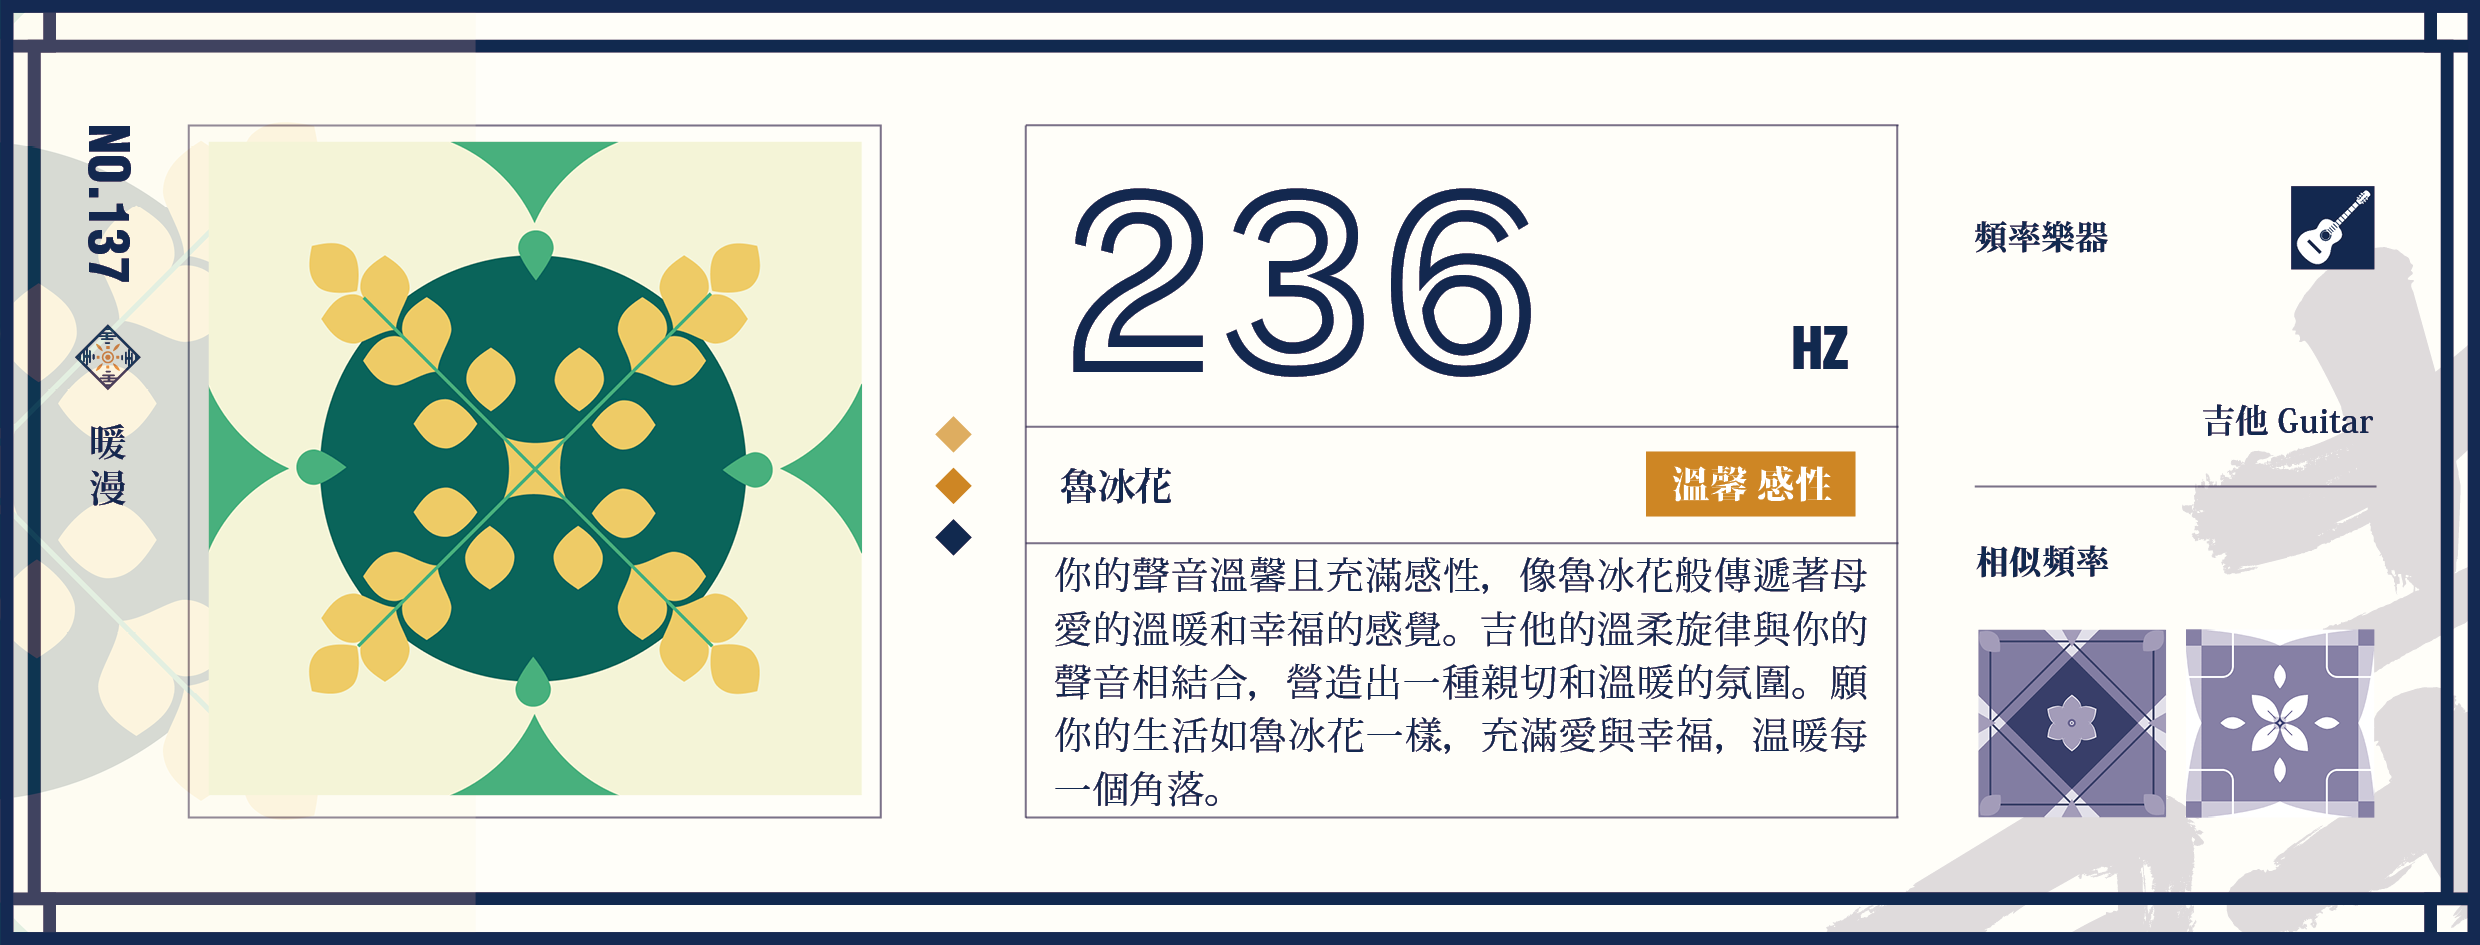 NO.137
暖漫
236
HZ
魯冰花
溫馨 感性
你的聲音溫馨且充滿感性，像魯冰花般傳遞著母
愛的溫暖和幸福的感覺。吉他的溫柔旋律與你的
聲音相結合，營造出一種親切和溫暖的氛圍。願
你的生活如魯冰花一樣，充滿愛與幸福，温暖每
一個角落。
頻率樂器
吉他 Guitar
相似頻率